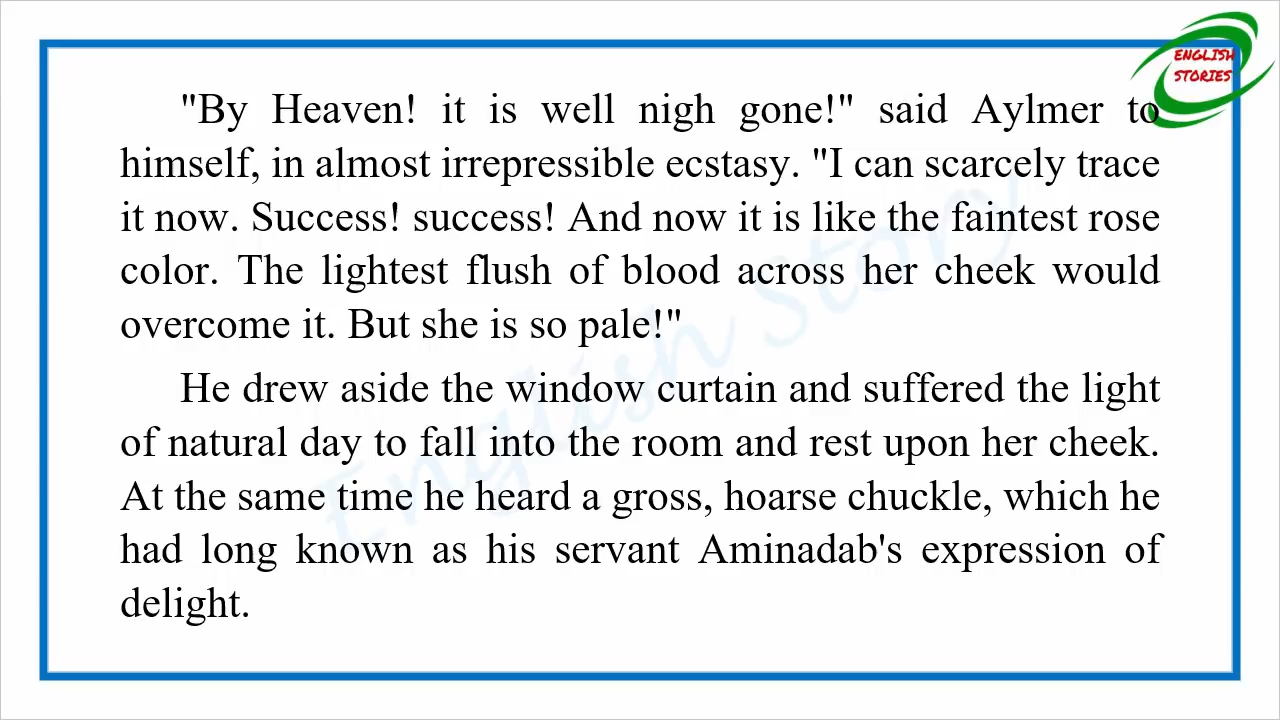 ENGLISH
STORIES
"By Heaven! it is well nigh gone!" said Aylmer to
himself, in almost irrepressible ecstasy. "I can scarcely trace
it now. Success! success! And now it is like the faintest rose
color. The lightest flush of blood across her cheek would
overcome it. But she is so pale!"
He drew aside the window curtain and suffered the light
of natural day to fall into the room and rest upon her cheek.
At the same time he heard a gross, hoarse chuckle, which he
had long known as his servant Aminadab's expression of
delight.
English Story